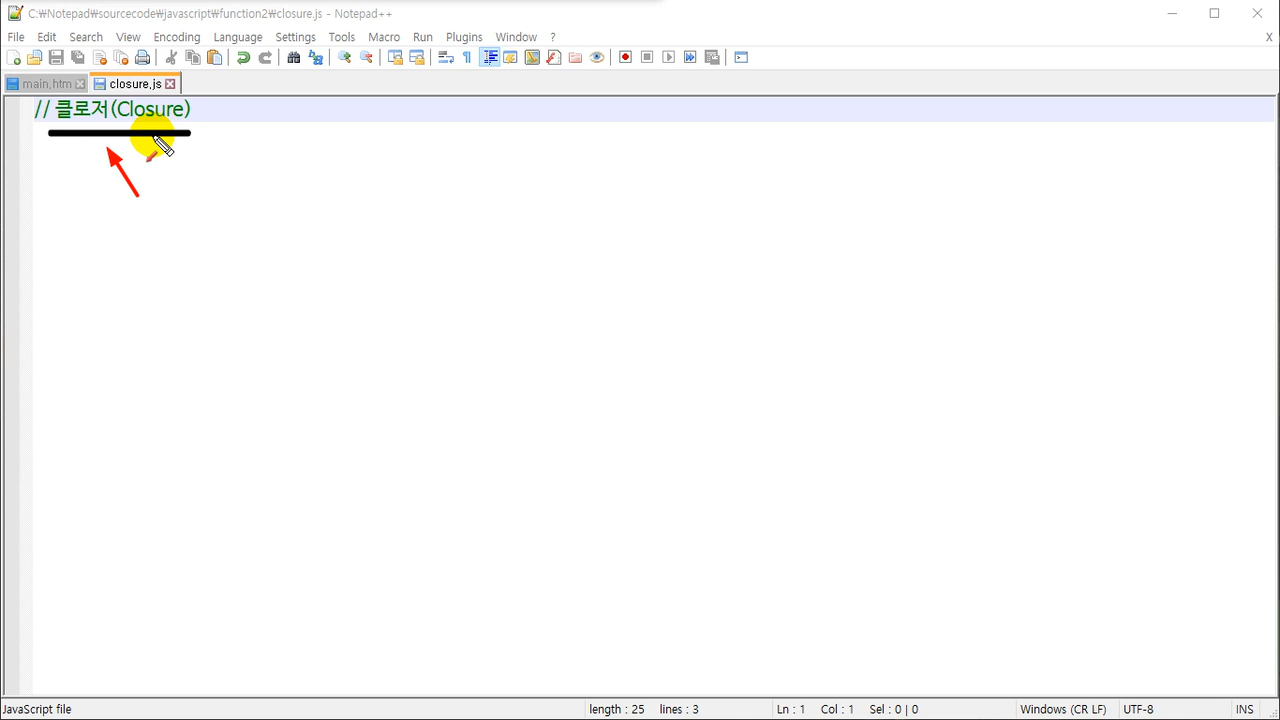 C:₩Notepad₩sourcecode₩javascript₩function2₩closure.js - Notepad++
File Edit Search View Encoding Language Settings Tools Macro Run Plugins Window ? X
main.htm closure.js
// 클로저(Closure)
JavaScript file length : 25 lines : 3 Ln : 1 Col : 1 Sel : 0 | 0 Windows (CR LF) UTF-8 INS